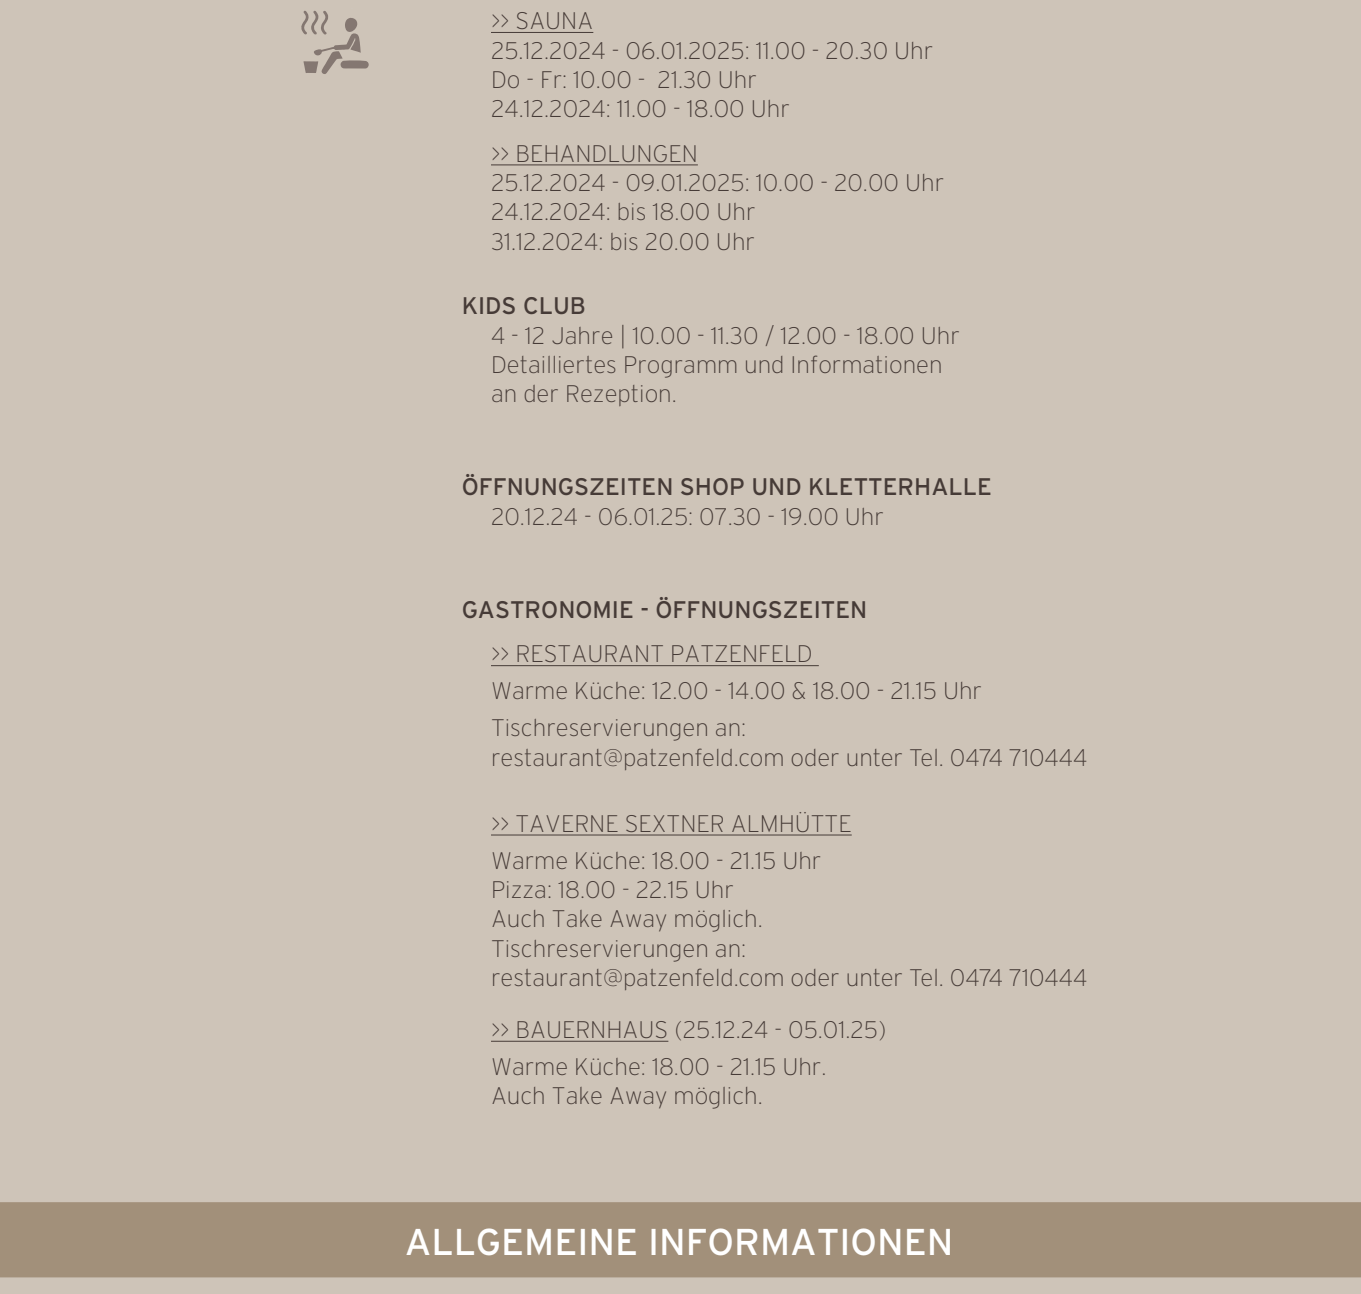 >> SAUNA
25.12.2024 - 06.01.2025: 11.00 - 20.30 Uhr
Do - Fr: 10.00 -  21.30 Uhr
24.12.2024: 11.00 - 18.00 Uhr
>> BEHANDLUNGEN
25.12.2024 - 09.01.2025: 10.00 - 20.00 Uhr
24.12.2024: bis 18.00 Uhr
31.12.2024: bis 20.00 Uhr
KIDS CLUB
4 - 12 Jahre | 10.00 - 11.30 / 12.00 - 18.00 Uhr
Detailliertes Programm und Informationen
an der Rezeption.
ÖFFNUNGSZEITEN SHOP UND KLETTERHALLE
20.12.24 - 06.01.25: 07.30 - 19.00 Uhr
GASTRONOMIE - ÖFFNUNGSZEITEN
>> RESTAURANT PATZENFELD
Warme Küche: 12.00 - 14.00 & 18.00 - 21.15 Uhr
Tischreservierungen an:
restaurant@patzenfeld.com oder unter Tel. 0474 710444
>> TAVERNE SEXTNER ALMHÜTTE
Warme Küche: 18.00 - 21.15 Uhr
Pizza: 18.00 - 22.15 Uhr
Auch Take Away möglich.
Tischreservierungen an:
restaurant@patzenfeld.com oder unter Tel. 0474 710444
>> BAUERNHAUS (25.12.24 - 05.01.25)
Warme Küche: 18.00 - 21.15 Uhr.
Auch Take Away möglich.
ALLGEMEINE INFORMATIONEN